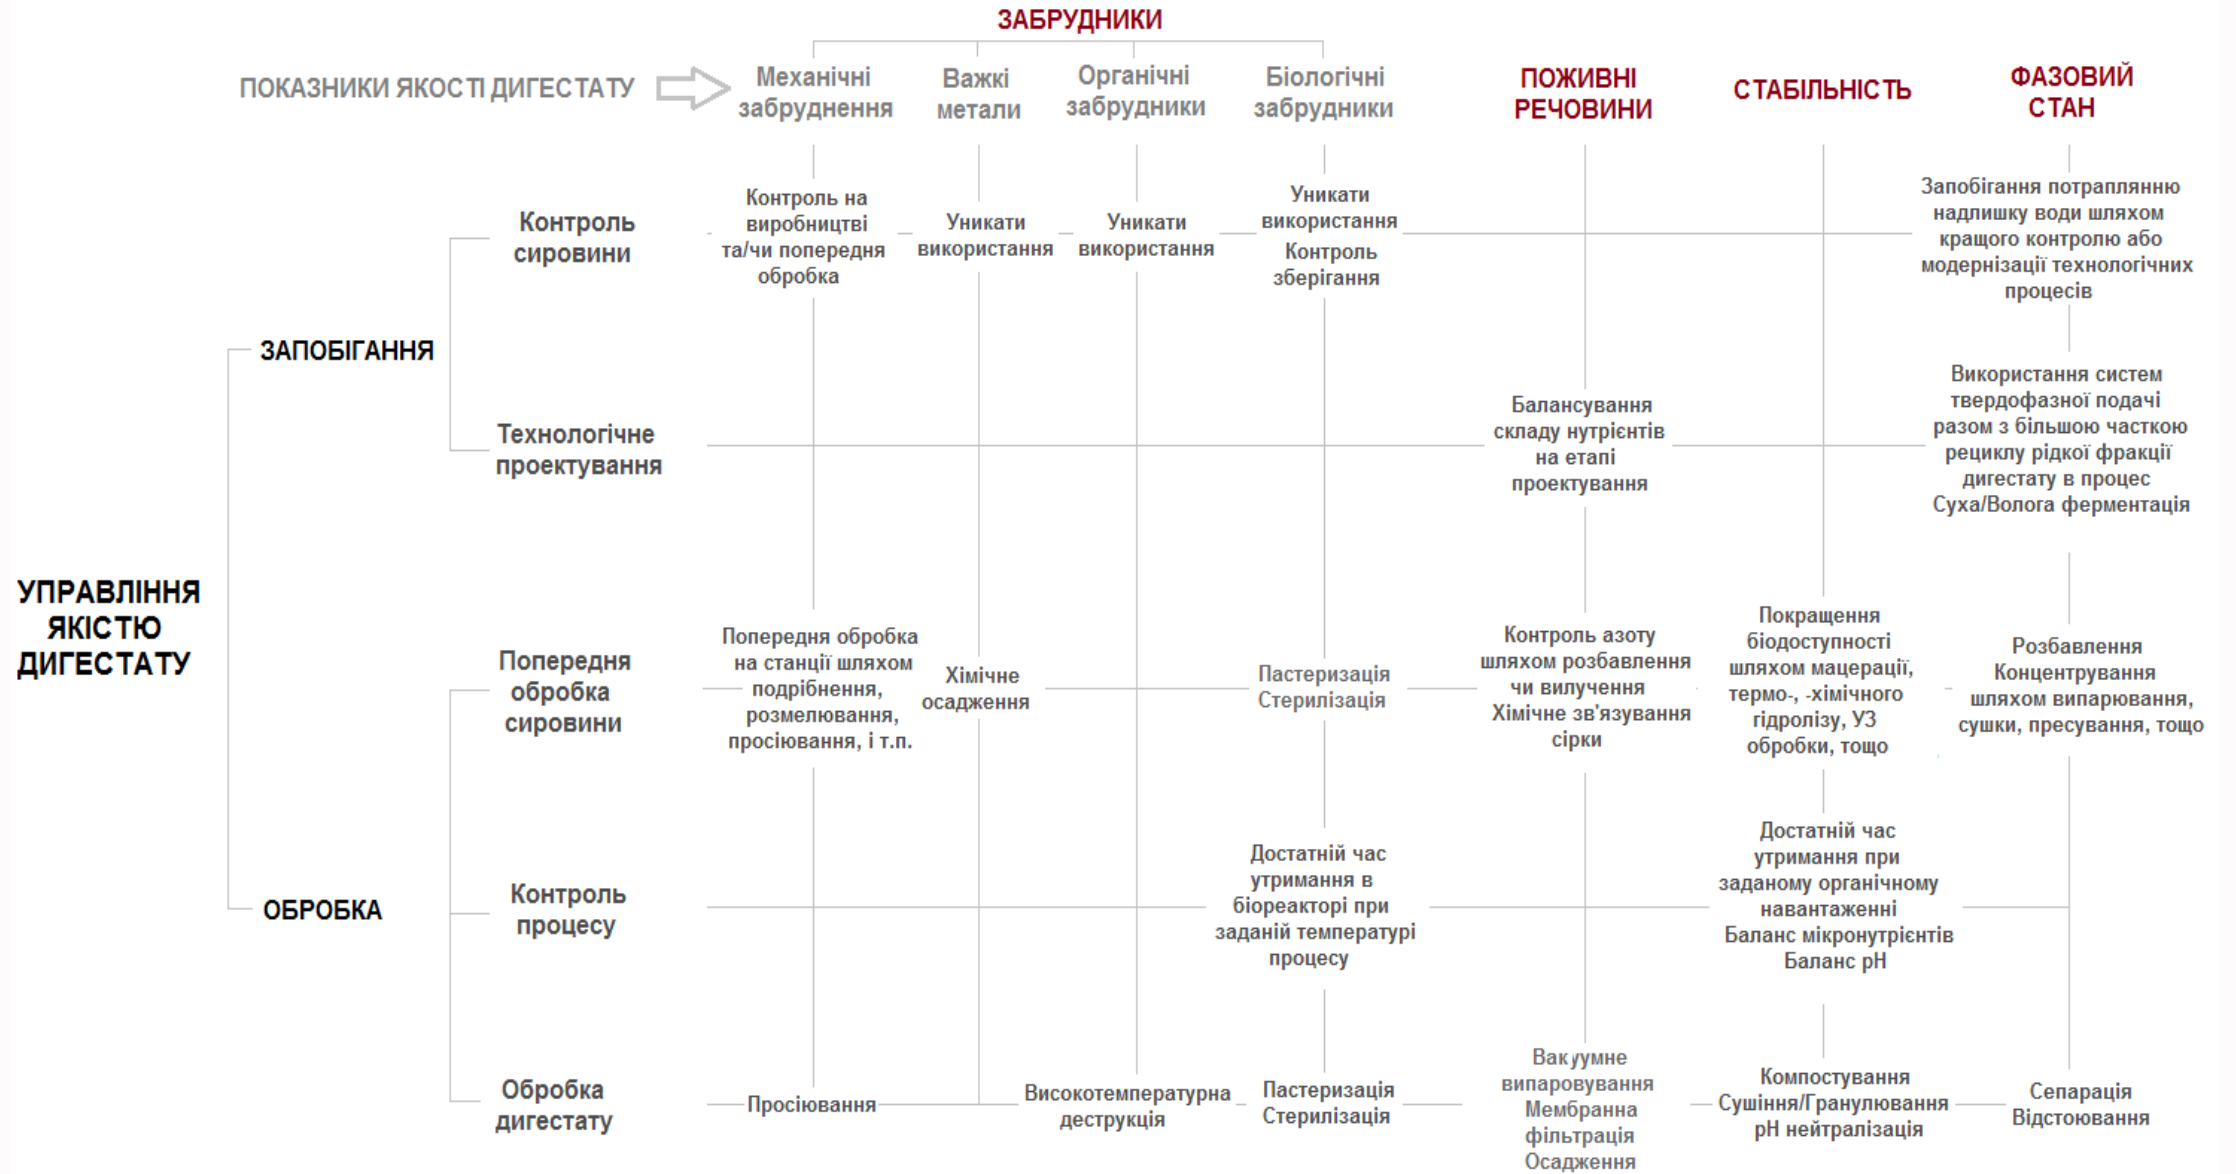 ЗАБРУДНИКИ
ПОКАЗНИКИ ЯКОСТІ ДИГЕСТАТУ
Механічні
забруднення
Важкі
метали
Органічні
забрудники
Біологічні
забрудники
ПОЖИВНІ
РЕЧОВИНИ
СТАБІЛЬНІСТЬ
ФАЗОВИЙ
СТАН
УПРАВЛІННЯ
ЯКІСТЮ
ДИГЕСТАТУ
ЗАПОБІГАННЯ
Контроль
сировини
Контроль на
виробництві
та/чи попередня
обробка
Уникати
використання
Уникати
використання
Уникати
використання
Контроль
зберігання
Запобігання потраплянню
надлишку води шляхом
кращого контролю або
модернізації технологічних
процесів
Технологічне
проектування
Балансування
складу нутрієнтів
на етапі
проектування
Використання систем
твердофазної подачі
разом з більшою часткою
рециклу рідкої фракції
дигестату в процес
Суха/Волога ферментація
ОБРОБКА
Попередня
обробка
сировини
Попередня обробка
на станції шляхом
подрібнення,
розмелювання,
просіювання, і т.п.
Хімічне
осадження
Пастеризація
Стерилізація
Контроль азоту
шляхом розбавлення
чи вилучення
Хімічне зв'язування
сірки
Покращення
біодоступності
шляхом мацерації,
термо-, -хімічного
гідролізу, УЗ
обробки, тощо
Розбавлення
Концентрування
шляхом випарювання,
сушки, пресування, тощо
Контроль
процесу
Достатній час
утримання в
біореакторі при
заданій температурі
процесу
Достатній час
утримання при
заданому органічному
навантаженні
Баланс мікронутрієнтів
Баланс pH
Обробка
дигестату
Просіювання
Високотемпературна
деструкція
Пастеризація
Стерилізація
Вакуумне
випаровування
Мембранна
фільтрація
Осадження
Компостування
Сушіння/Гранулювання
pH нейтралізація
Сепарація
Відстоювання